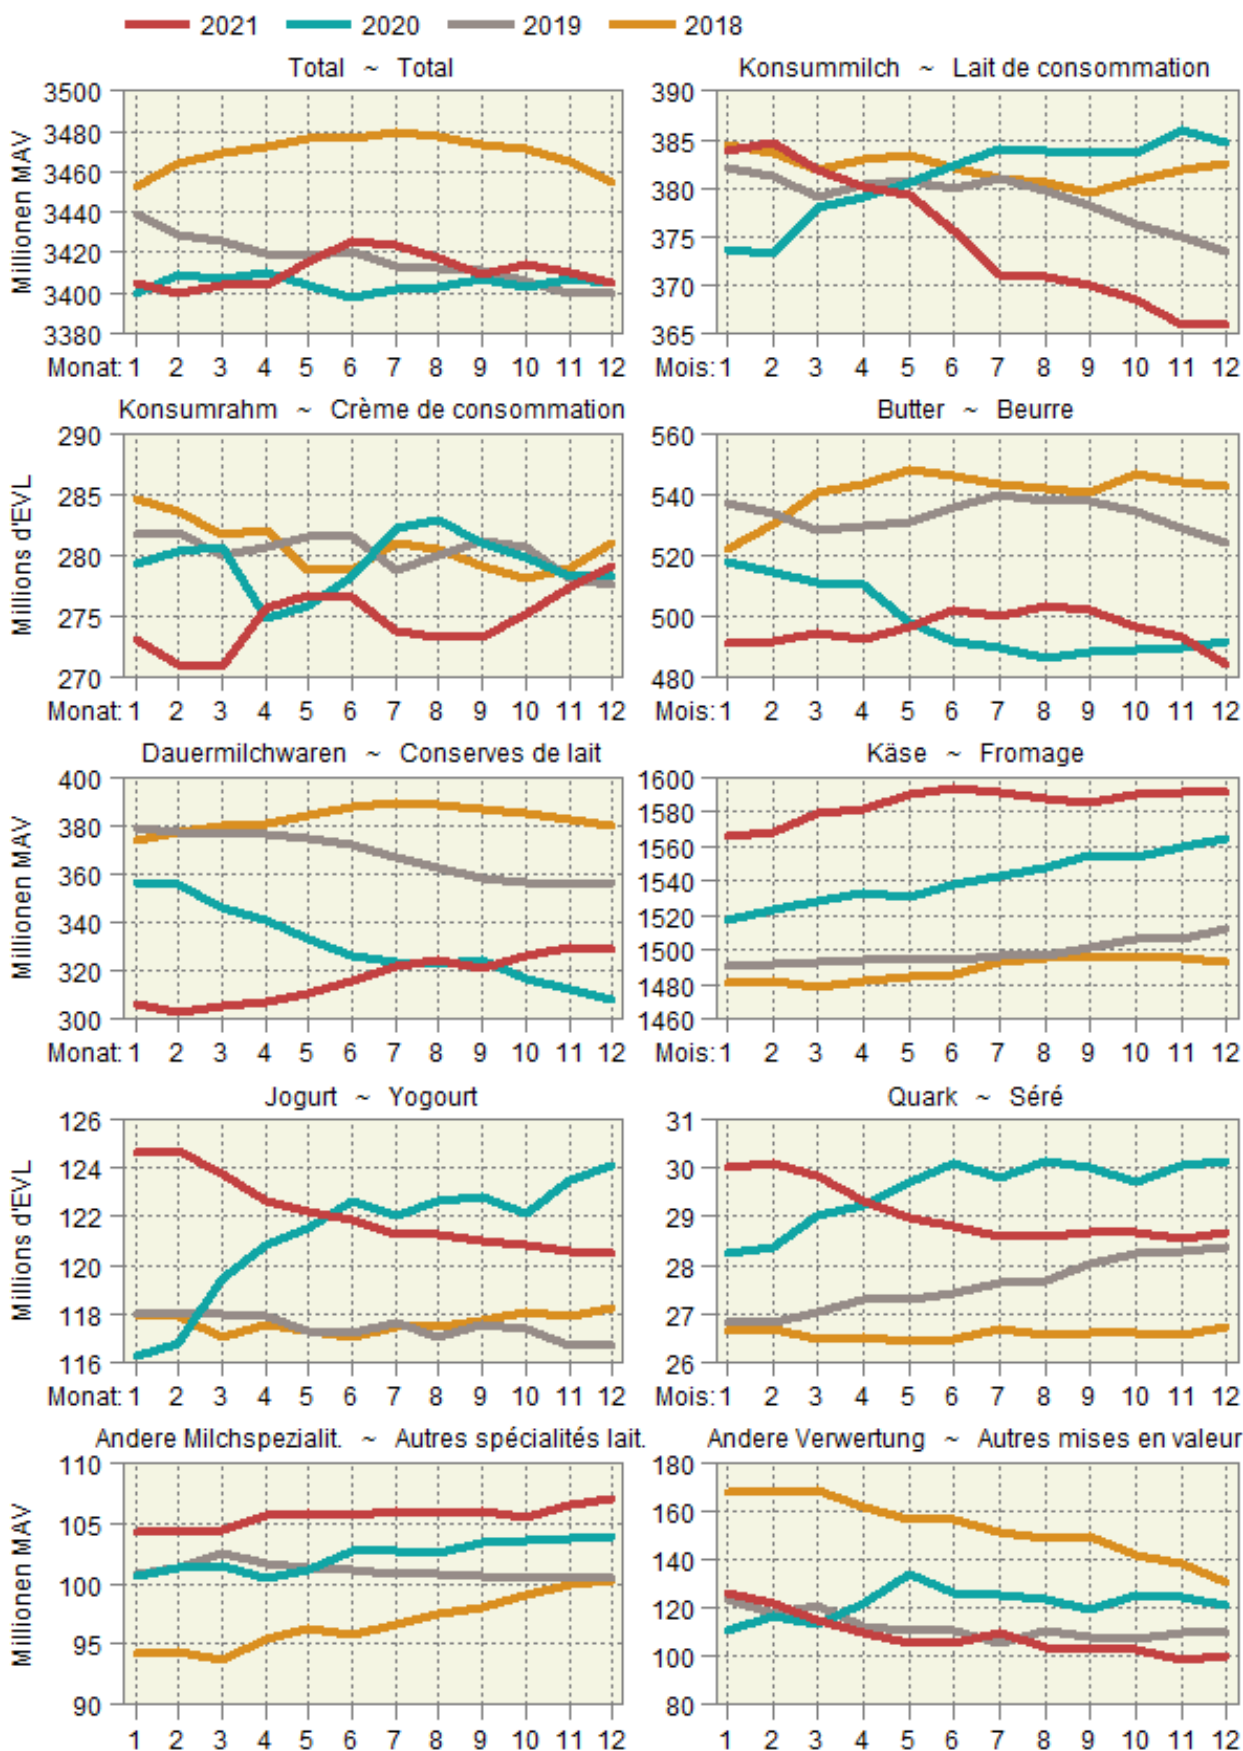 2021 2020 2019 2018
Total ~ Total
Konsummilch ~ Lait de consommation
Millionen MAV
3500
3480
3460
3440
3420
3400
3380
Monat: 1 2 3 4 5 6 7 8 9 10 11 12
390
385
380
375
370
365
Mois: 1 2 3 4 5 6 7 8 9 10 11 12
Konsumrahm ~ Crème de consommation
Butter ~ Beurre
Millions d'EVL
290
285
280
275
270
Monat: 1 2 3 4 5 6 7 8 9 10 11 12
560
540
520
500
480
Mois: 1 2 3 4 5 6 7 8 9 10 11 12
Dauermilchwaren ~ Conserves de lait
Käse ~ Fromage
Millionen MAV
400
380
360
340
320
300
Monat: 1 2 3 4 5 6 7 8 9 10 11 12
1600
1580
1560
1540
1520
1500
1480
1460
Mois: 1 2 3 4 5 6 7 8 9 10 11 12
Jogurt ~ Yogourt
Quark ~ Séré
Millions d'EVL
126
124
122
120
118
116
Monat: 1 2 3 4 5 6 7 8 9 10 11 12
31
30
29
28
27
26
Mois: 1 2 3 4 5 6 7 8 9 10 11 12
Andere Milchspezialit. ~ Autres spécialités lait.
Andere Verwertung ~ Autres mises en valeur
Millionen MAV
110
105
100
95
90
1 2 3 4 5 6 7 8 9 10 11 12
180
160
140
120
100
80
1 2 3 4 5 6 7 8 9 10 11 12